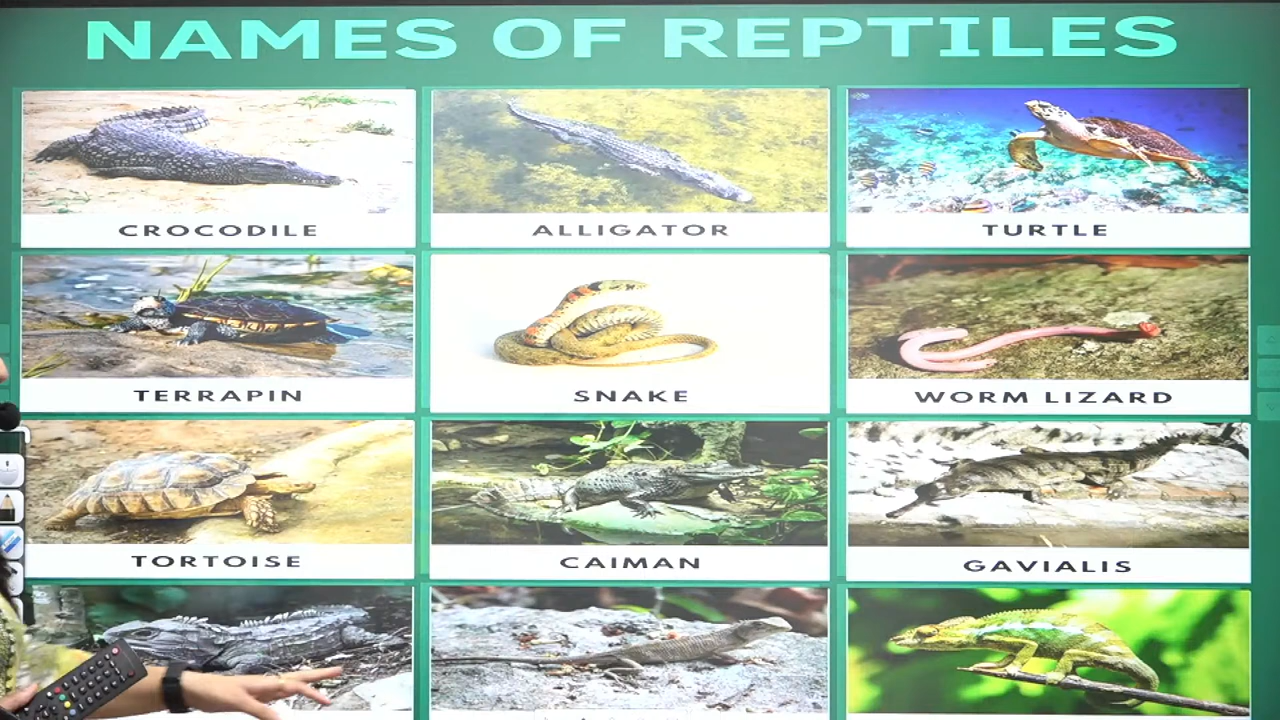 NAMES OF REPTILES
CROCODILE
ALLIGATOR
TURTLE
TERRAPIN
SNAKE
WORM LIZARD
TORTOISE
CAIMAN
GAVIALIS